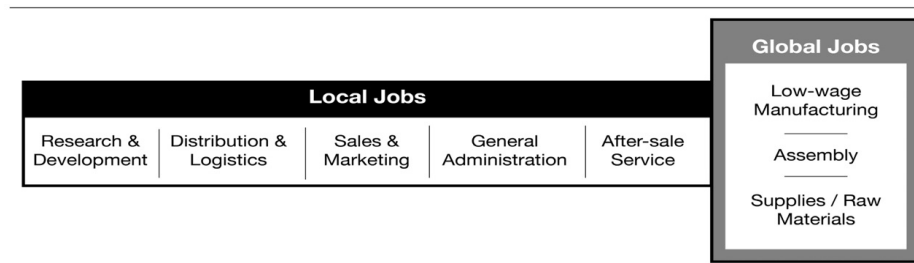 Local Jobs
Research &
Development
Distribution &
Logistics
Sales &
Marketing
General
Administration
After-sale
Service
Global Jobs
Low-wage
Manufacturing
Assembly
Supplies / Raw
Materials